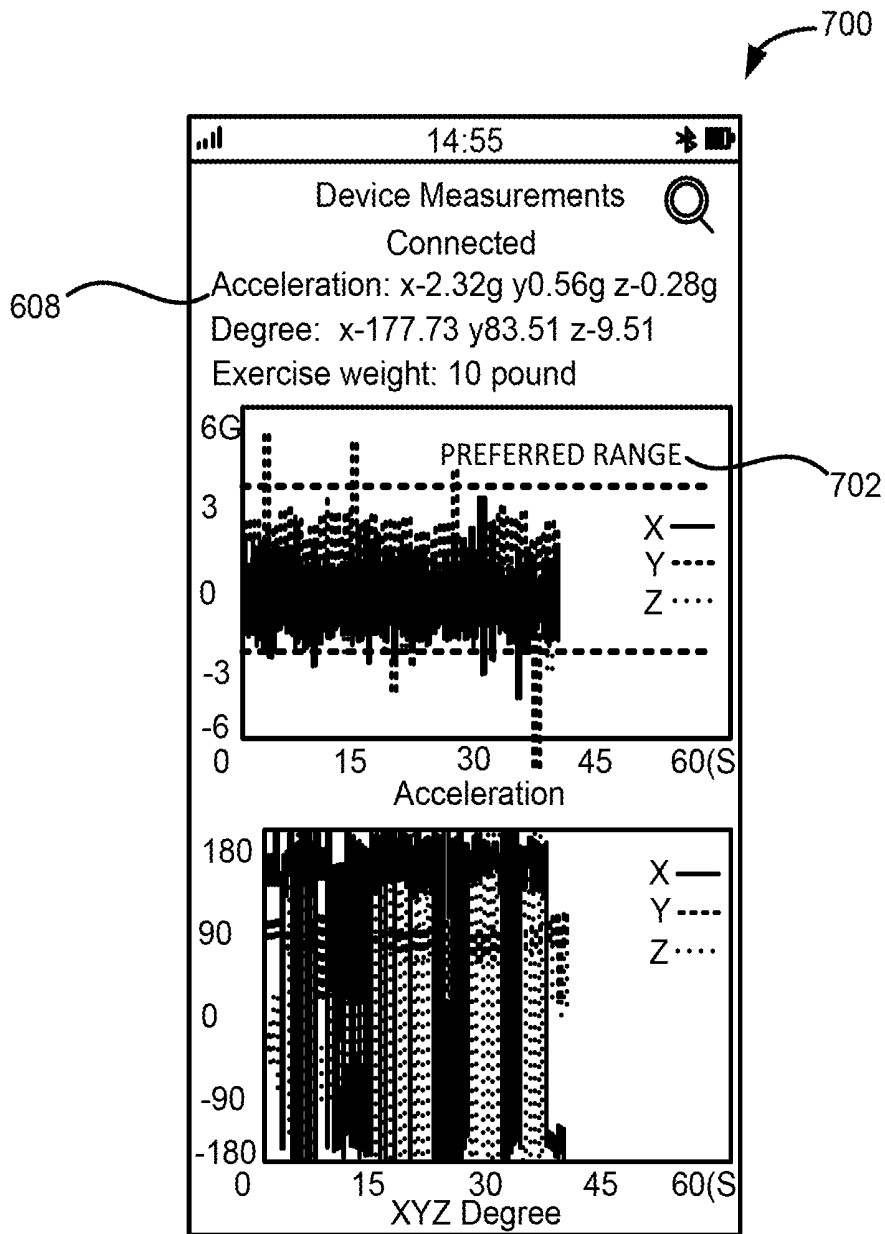 700
14:55
Device Measurements
Connected
608
Acceleration: x-2.32g y0.56g z-0.28g
Degree: x-177.73 y83.51 z-9.51
Exercise weight: 10 pound
6G
PREFERRED RANGE
702
3
X
Y
0
Z
-3
-6
0 15 30 45 60(S
Acceleration
180
X
Y
90
Z
0
-90
-180
0 15 30 45 60(S
XYZ Degree